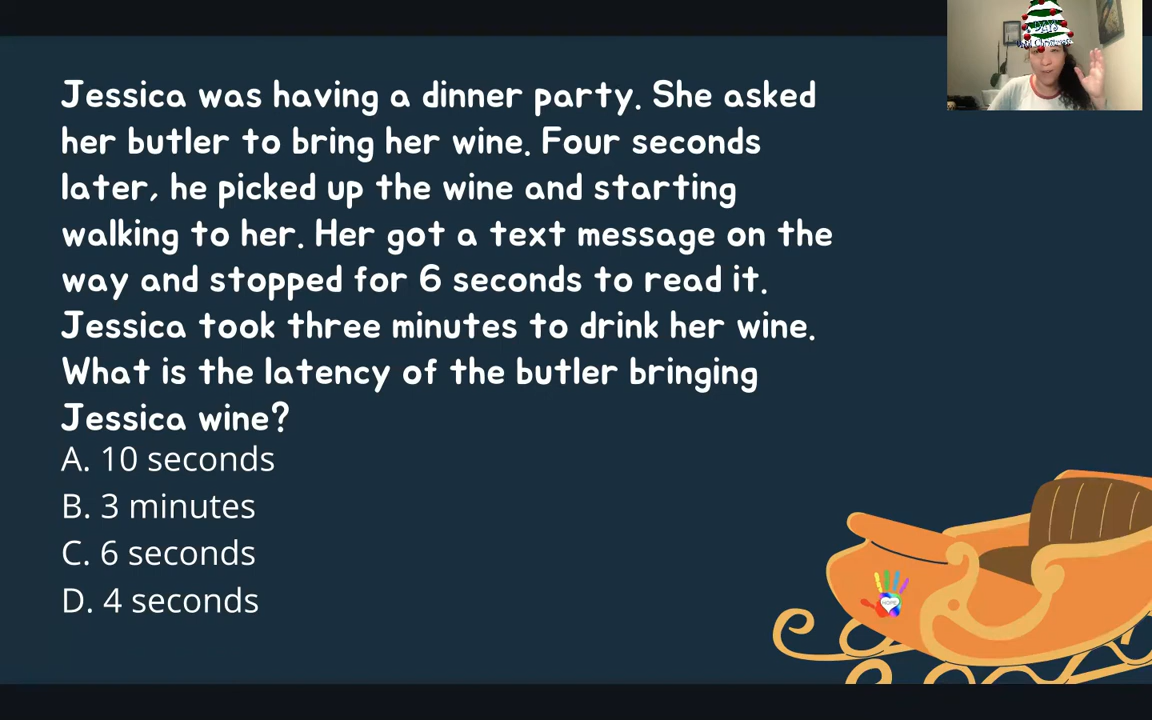 Jessica was having a dinner party. She asked
her butler to bring her wine. Four seconds
later, he picked up the wine and starting
walking to her. Her got a text message on the
way and stopped for 6 seconds to read it.
Jessica took three minutes to drink her wine.
What is the latency of the butler bringing
Jessica wine?
A. 10 seconds
B. 3 minutes
C. 6 seconds
D. 4 seconds
HOPE